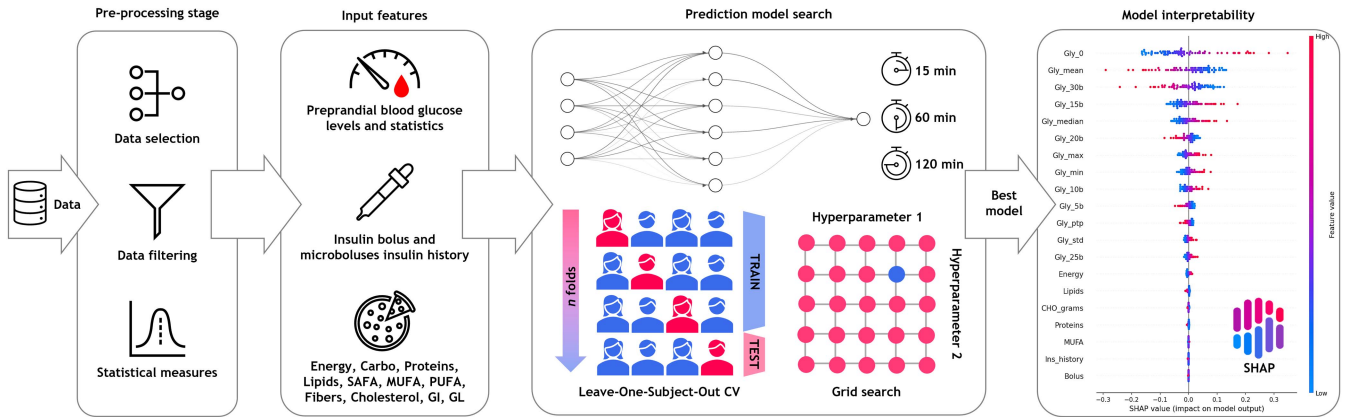 Pre-processing stage
Input features
Prediction model search
Model interpretability
Data
Data selection
Data filtering
Statistical measures
Preprandial blood glucose
levels and statistics
Insulin bolus and
microboluses insulin history
Energy, Carbo, Proteins,
Lipids, SAFA, MUFA, PUFA,
Fibers, Cholesterol, GI, GL
15 min
60 min
120 min
n folds
TRAIN
TEST
Leave-One-Subject-Out CV
Hyperparameter 1
Hyperparameter 2
Grid search
Best
model
Gly_0
Gly_mean
Gly_30b
Gly_15b
Gly_median
Gly_20b
Gly_max
Gly_min
Gly_10b
Gly_5b
Gly_ptp
Gly_std
Gly_25b
Energy
Lipids
CHO_grams
Proteins
MUFA
Ins_history
Bolus
−0.3 −0.2 −0.1 0.0 0.1 0.2 0.3
SHAP value (impact on model output)
SHAP
High
Feature value
Low